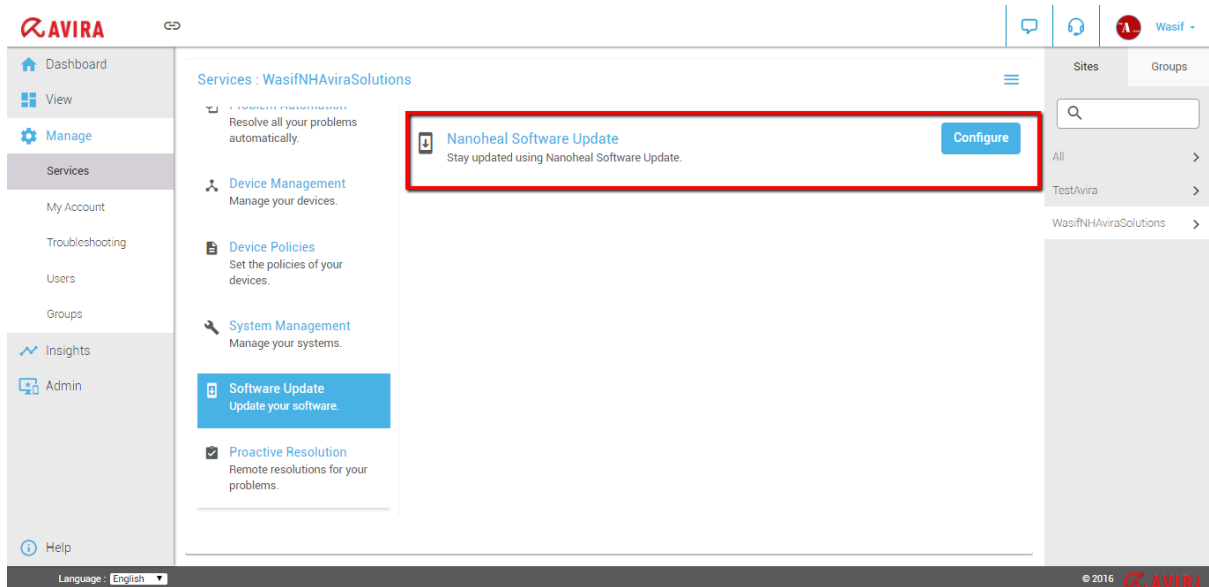 AVIRA
Wasif
Dashboard
View
Manage
Services
My Account
Troubleshooting
Users
Groups
Insights
Admin
Help
Services : WasifNHAviraSolutions
Problem Automation
Resolve all your problems
automatically.
Device Management
Manage your devices.
Device Policies
Set the policies of your
devices.
System Management
Manage your systems.
Software Update
Update your software.
Proactive Resolution
Remote resolutions for your
problems.
Nanoheal Software Update
Stay updated using Nanoheal Software Update.
Configure
Sites Groups
All
TestAvira
WasifNHAviraSolutions
Language : English
© 2016 AVIRA